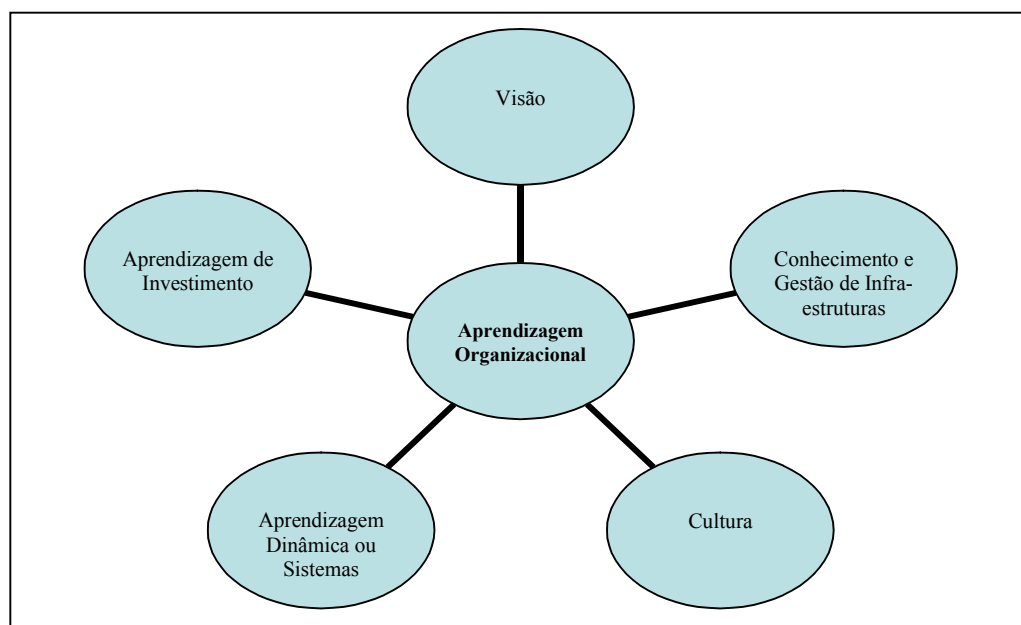 Visão
Aprendizagem de
Investimento
Conhecimento e
Gestão de Infra-
estruturas
Aprendizagem
Organizacional
Aprendizagem
Dinâmica ou
Sistemas
Cultura